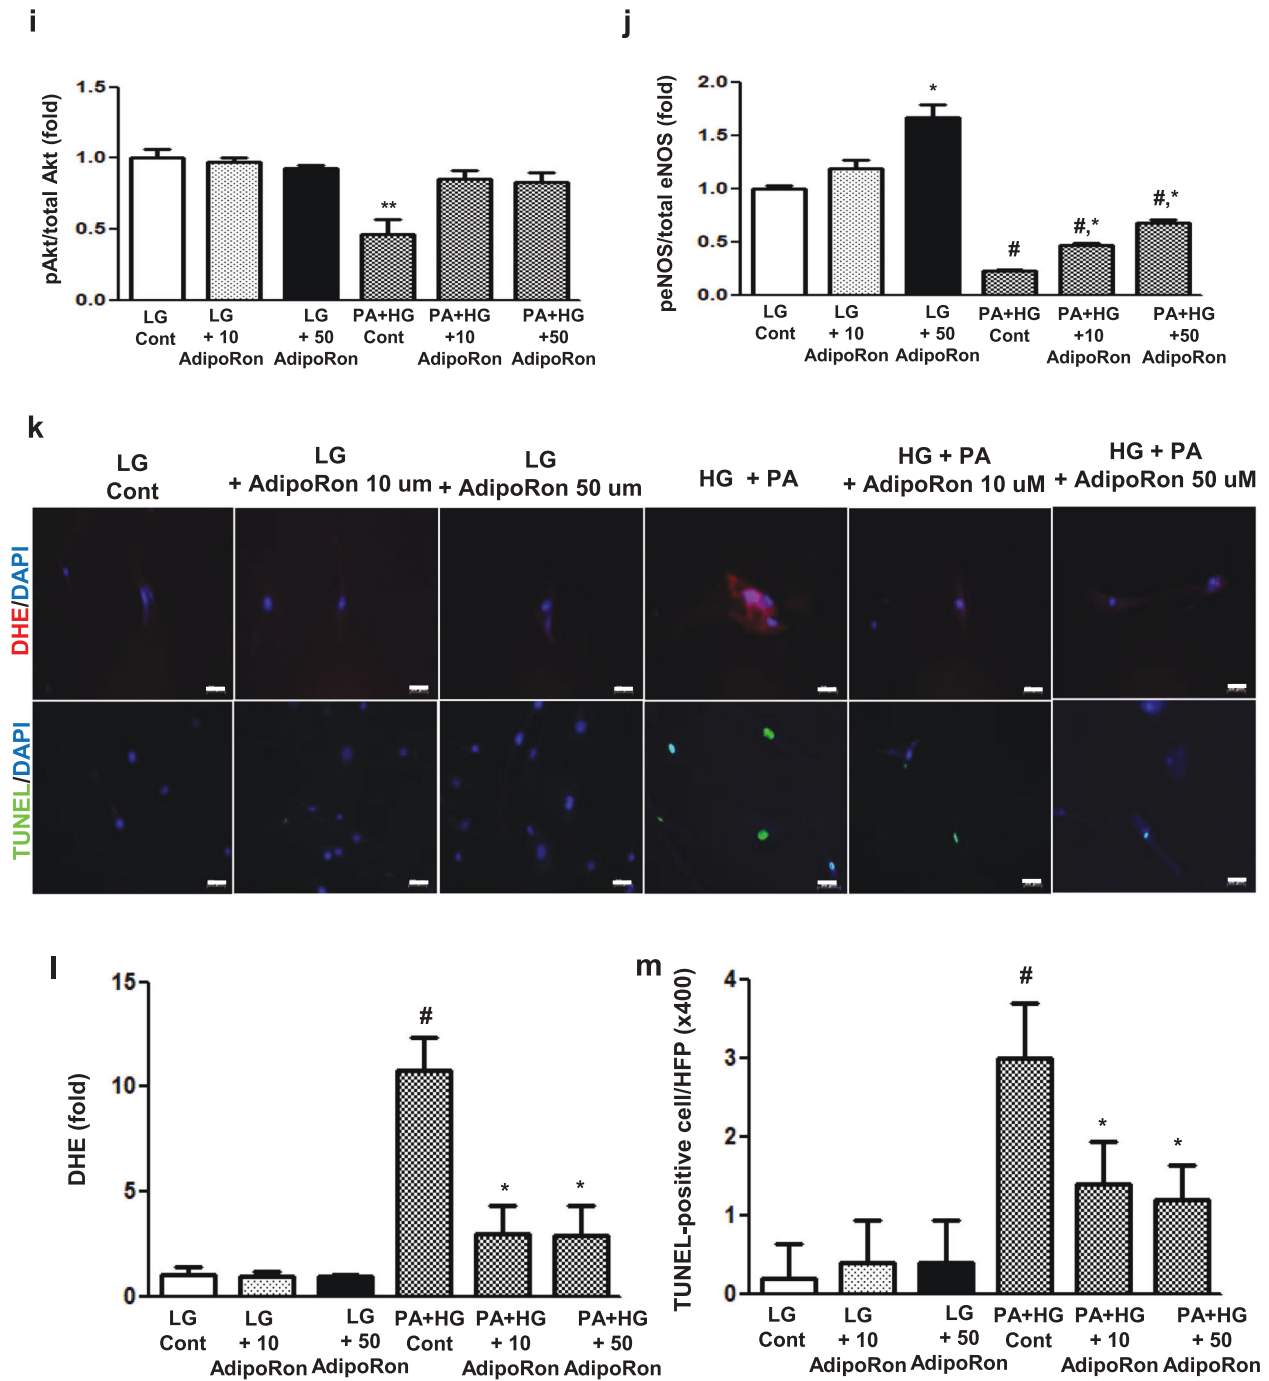 i
pAkt/total Akt (fold)
1.5
1.0
0.5
0.0
**
LG Cont
LG + 10 AdipoRon
LG + 50 AdipoRon
PA+HG Cont
PA+HG +10 AdipoRon
PA+HG +50 AdipoRon
j
peNOS/total eNOS (fold)
2.0
1.5
1.0
0.5
0.0
*
#
#,*
#,*
LG Cont
LG + 10 AdipoRon
LG + 50 AdipoRon
PA+HG Cont
PA+HG +10 AdipoRon
PA+HG +50 AdipoRon
k
LG
Cont
LG
+ AdipoRon 10 um
LG
+ AdipoRon 50 um
HG + PA
HG + PA
+ AdipoRon 10 uM
HG + PA
+ AdipoRon 50 uM
DHE/DAPI
TUNEL/DAPI
l
DHE (fold)
15
10
5
0
#
*
*
LG Cont
LG + 10 AdipoRon
LG + 50 AdipoRon
PA+HG Cont
PA+HG + 10 AdipoRon
PA+HG + 50 AdipoRon
m
TUNEL-positive cell/HFP (x400)
4
3
2
1
0
#
*
*
LG Cont
LG + 10 AdipoRon
LG + 50 AdipoRon
PA+HG Cont
PA+HG + 10 AdipoRon
PA+HG + 50 AdipoRon